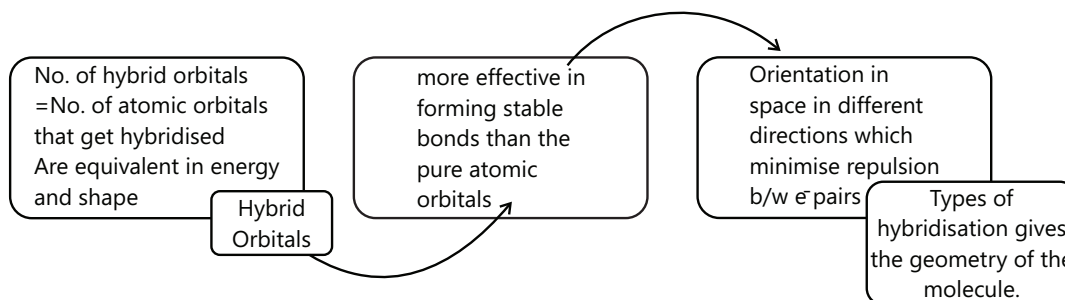 No. of hybrid orbitals
=No. of atomic orbitals
that get hybridised
Are equivalent in energy
and shape
Hybrid
Orbitals
more effective in
forming stable
bonds than the
pure atomic
orbitals
Orientation in
space in different
directions which
minimise repulsion
b/w e⁻ pairs
Types of
hybridisation gives
the geometry of the
molecule.